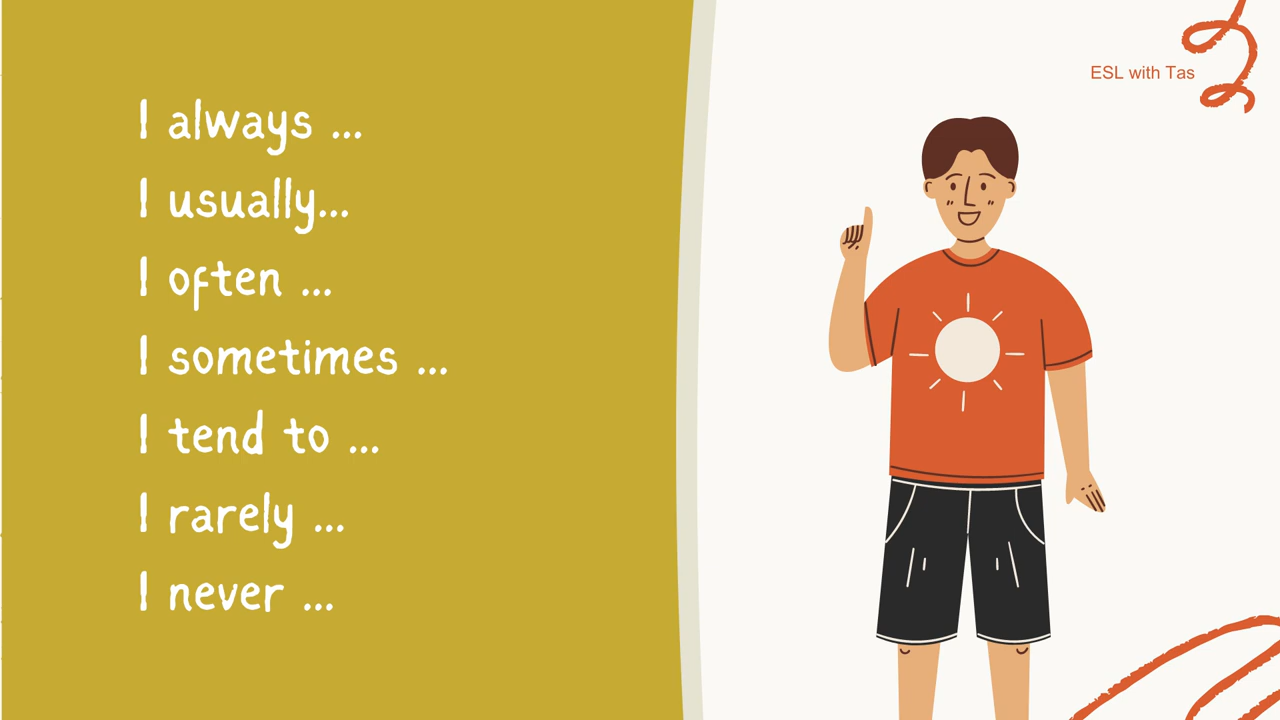 I always ...
I usually...
I often ...
I sometimes ...
I tend to ...
I rarely ...
I never ...
ESL with Tas